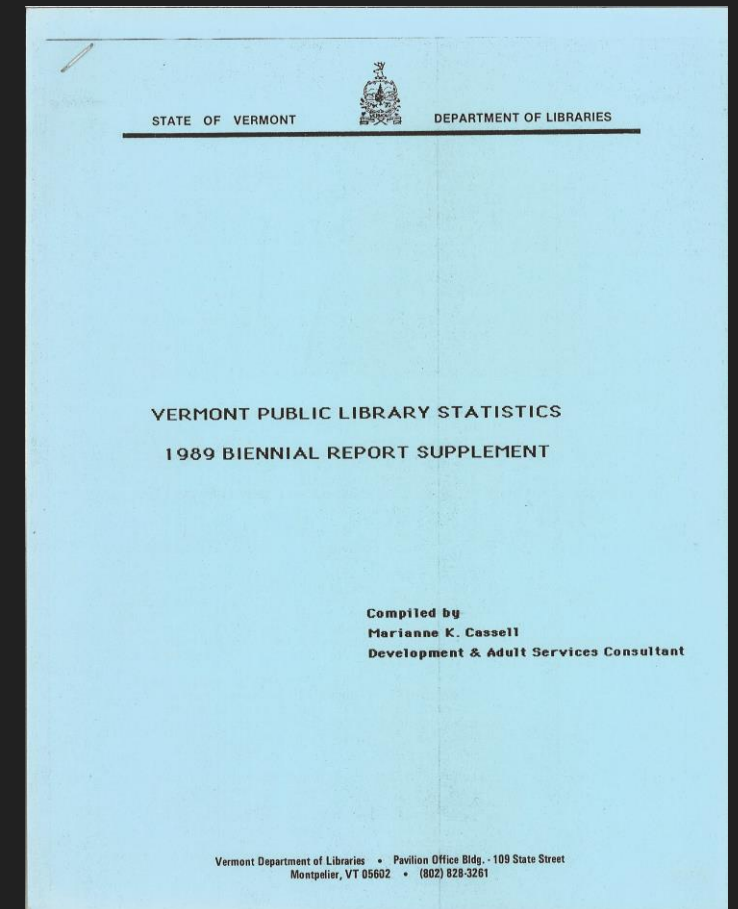 STATE OF VERMONT
DEPARTMENT OF LIBRARIES
VERMONT PUBLIC LIBRARY STATISTICS
1989 BIENNIAL REPORT SUPPLEMENT
Compiled by
Marianne K. Cassell
Development & Adult Services Consultant
Vermont Department of Libraries • Pavilion Office Bldg. - 109 State Street
Montpelier, VT 05602 • (802) 828-3261